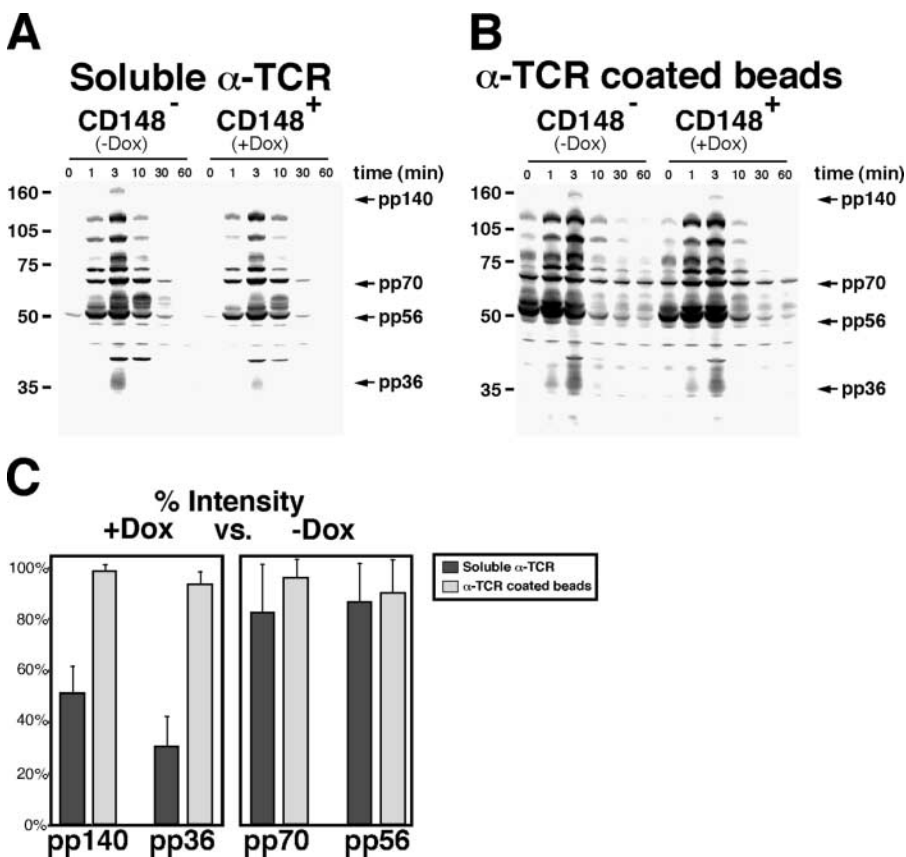 A
Soluble α-TCR
CD148- CD148+
(-Dox) (+Dox)
0 1 3 10 30 60 0 1 3 10 30 60 time (min)
160
105
75
50
35
pp140
pp70
pp56
pp36
B
α-TCR coated beads
CD148- CD148+
(-Dox) (+Dox)
0 1 3 10 30 60 0 1 3 10 30 60 time (min)
160
105
75
50
35
pp140
pp70
pp56
pp36
C
% Intensity
+Dox vs. -Dox
100%
80%
60%
40%
20%
0%
pp140 pp36 pp70 pp56
Soluble α-TCR
α-TCR coated beads